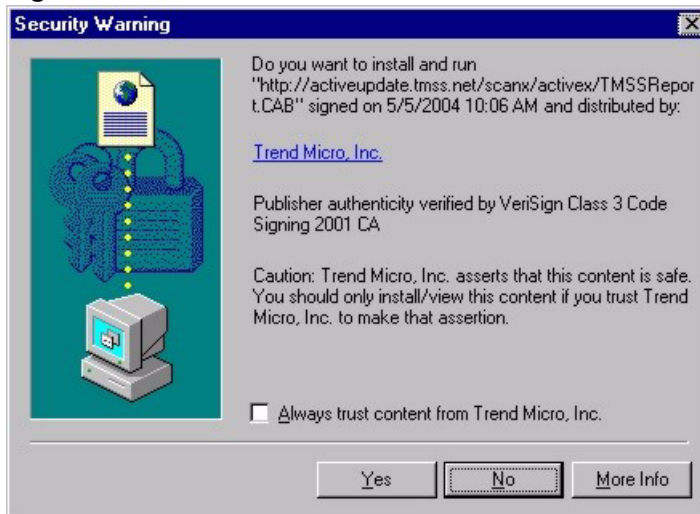 Security Warning
Do you want to install and run
"http://activeupdate.tmss.net/scanx/activex/TMSSRepor
t.CAB" signed on 5/5/2004 10:06 AM and distributed by:
Trend Micro, Inc.
Publisher authenticity verified by VeriSign Class 3 Code
Signing 2001 CA
Caution: Trend Micro, Inc. asserts that this content is safe.
You should only install/view this content if you trust Trend
Micro, Inc. to make that assertion.
Always trust content from Trend Micro, Inc.
Yes
No
More Info